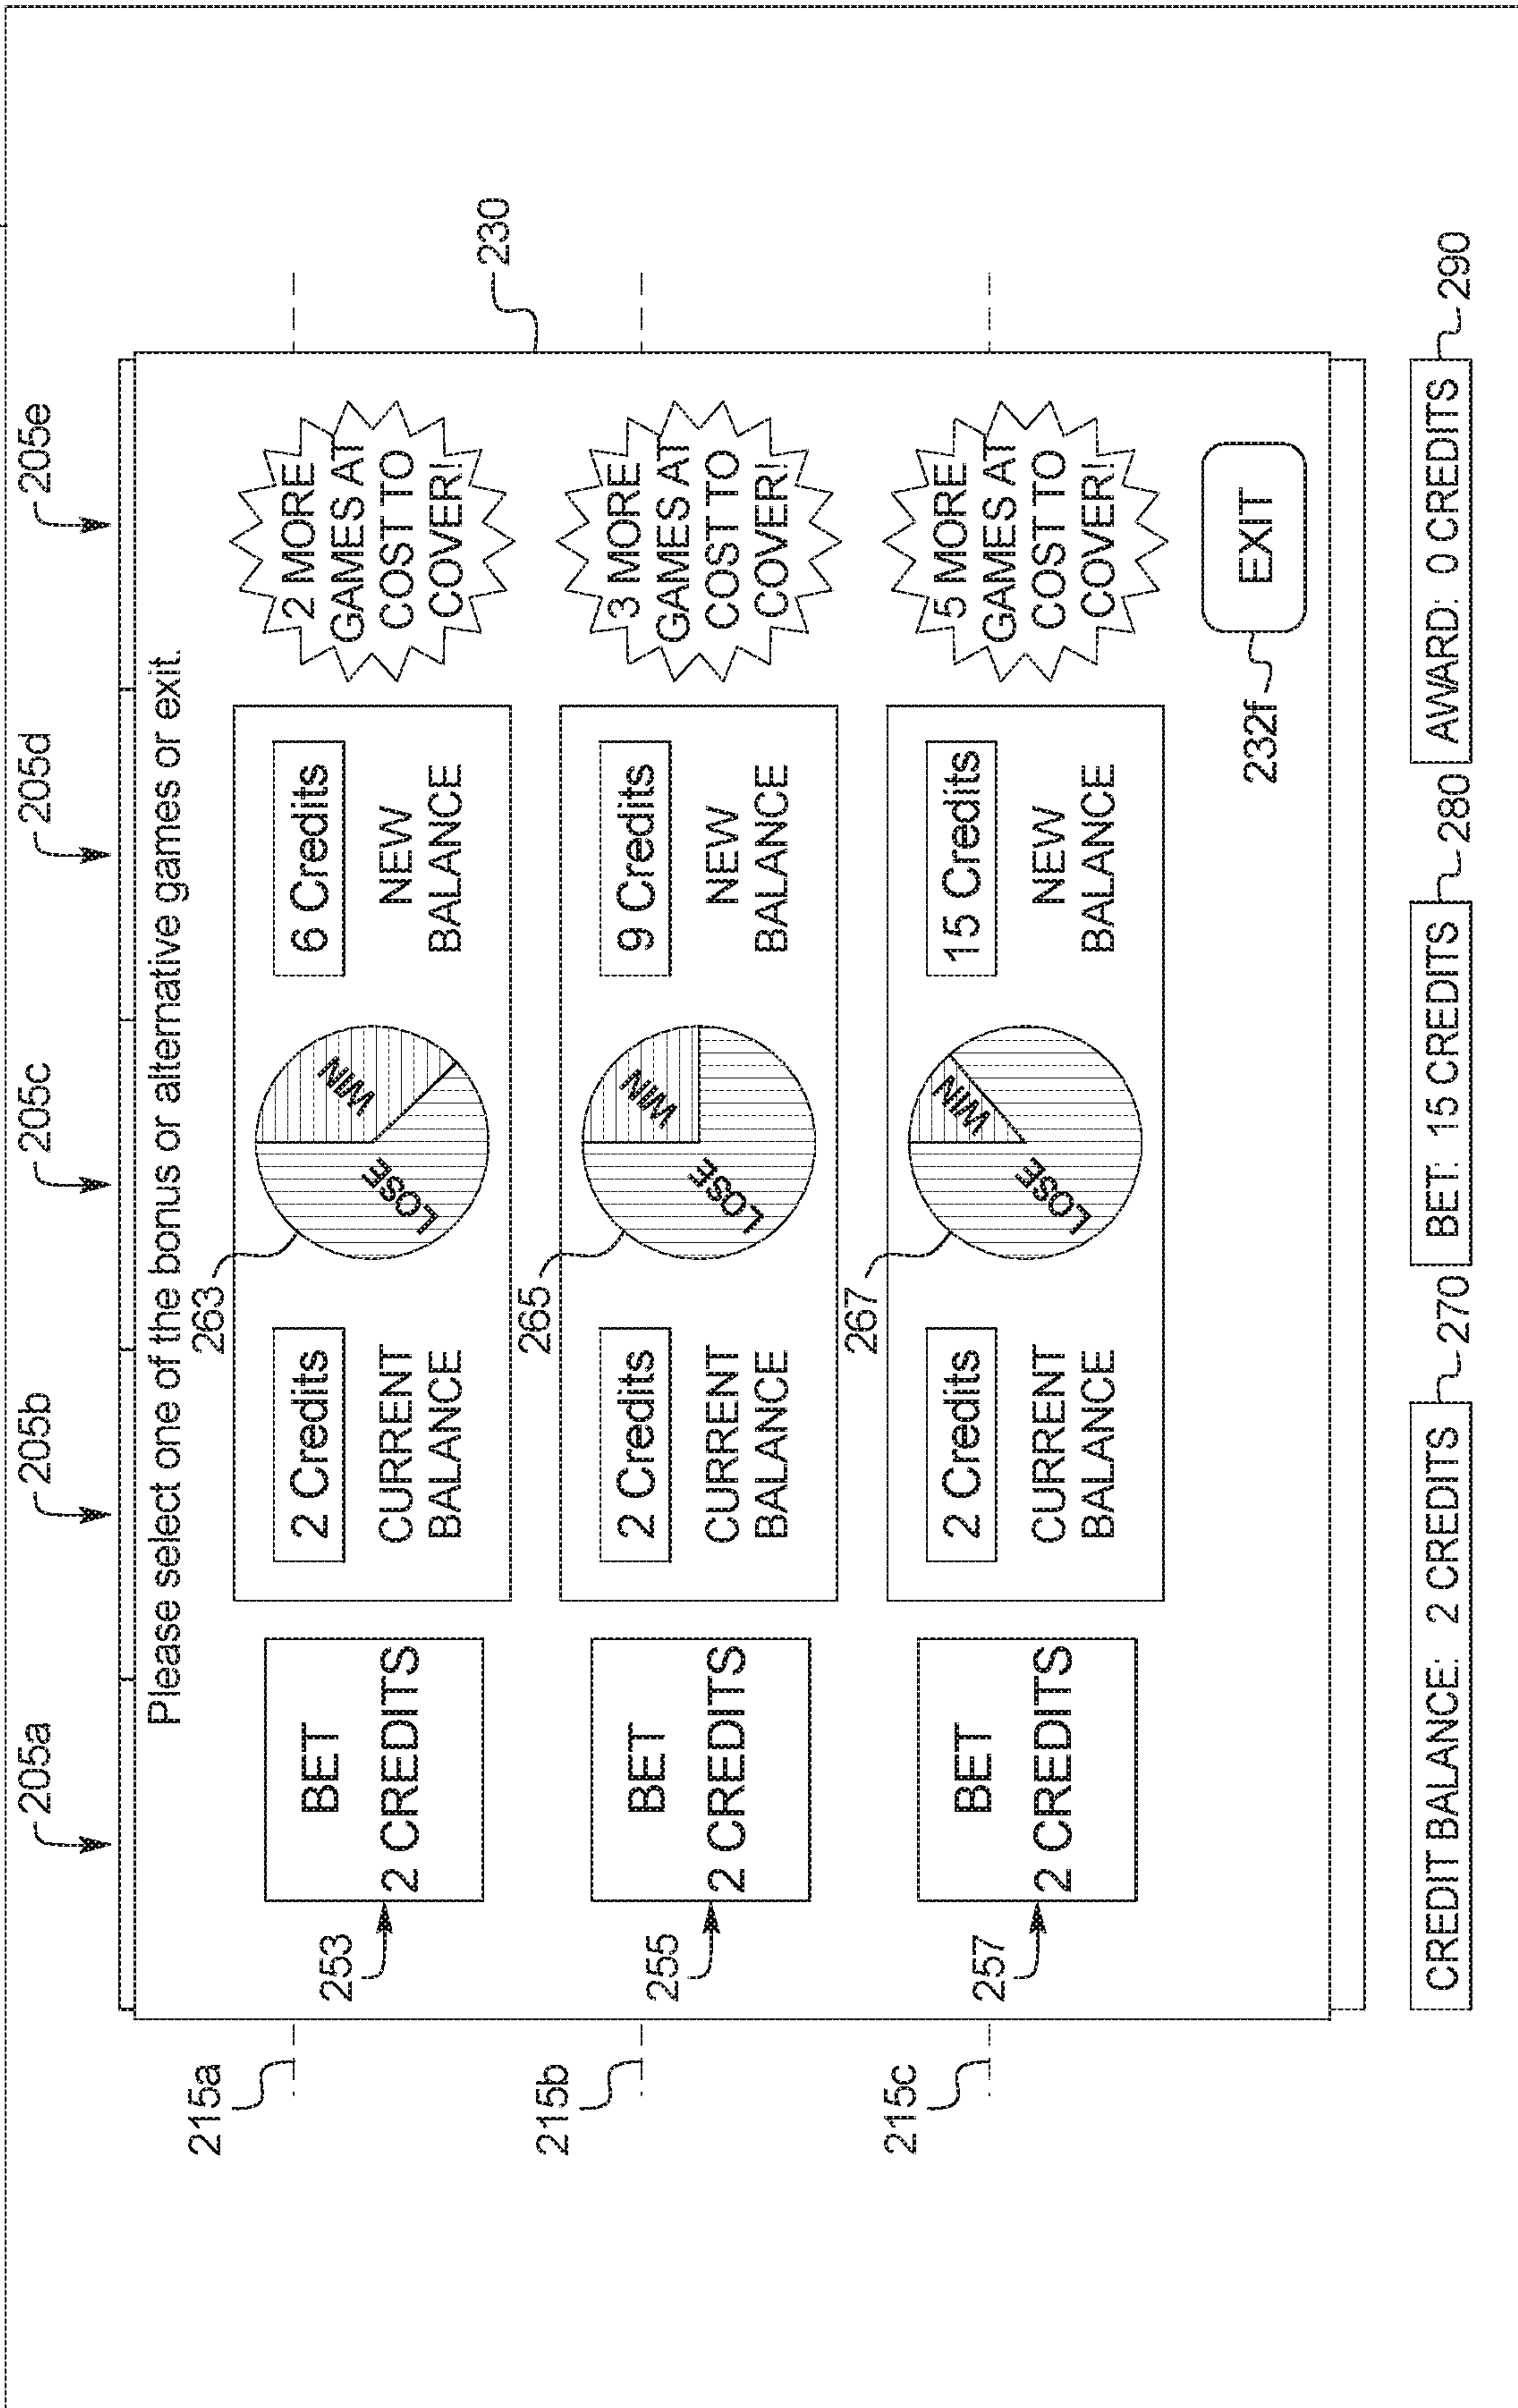 205a
205b
205c
205d
205e
Please select one of the bonus or alternative games or exit.
230
215a
253
BET
2 CREDITS
263
2 Credits
CURRENT
BALANCE
WIN
LOSE
6 Credits
NEW
BALANCE
2 MORE
GAMES AT
COST TO
COVER!
215b
255
BET
2 CREDITS
265
2 Credits
CURRENT
BALANCE
WIN
LOSE
9 Credits
NEW
BALANCE
3 MORE
GAMES AT
COST TO
COVER!
215c
257
BET
2 CREDITS
267
2 Credits
CURRENT
BALANCE
WIN
LOSE
15 Credits
NEW
BALANCE
5 MORE
GAMES AT
COST TO
COVER!
232f
EXIT
CREDIT BALANCE: 2 CREDITS
270
BET: 15 CREDITS
280
AWARD: 0 CREDITS
290